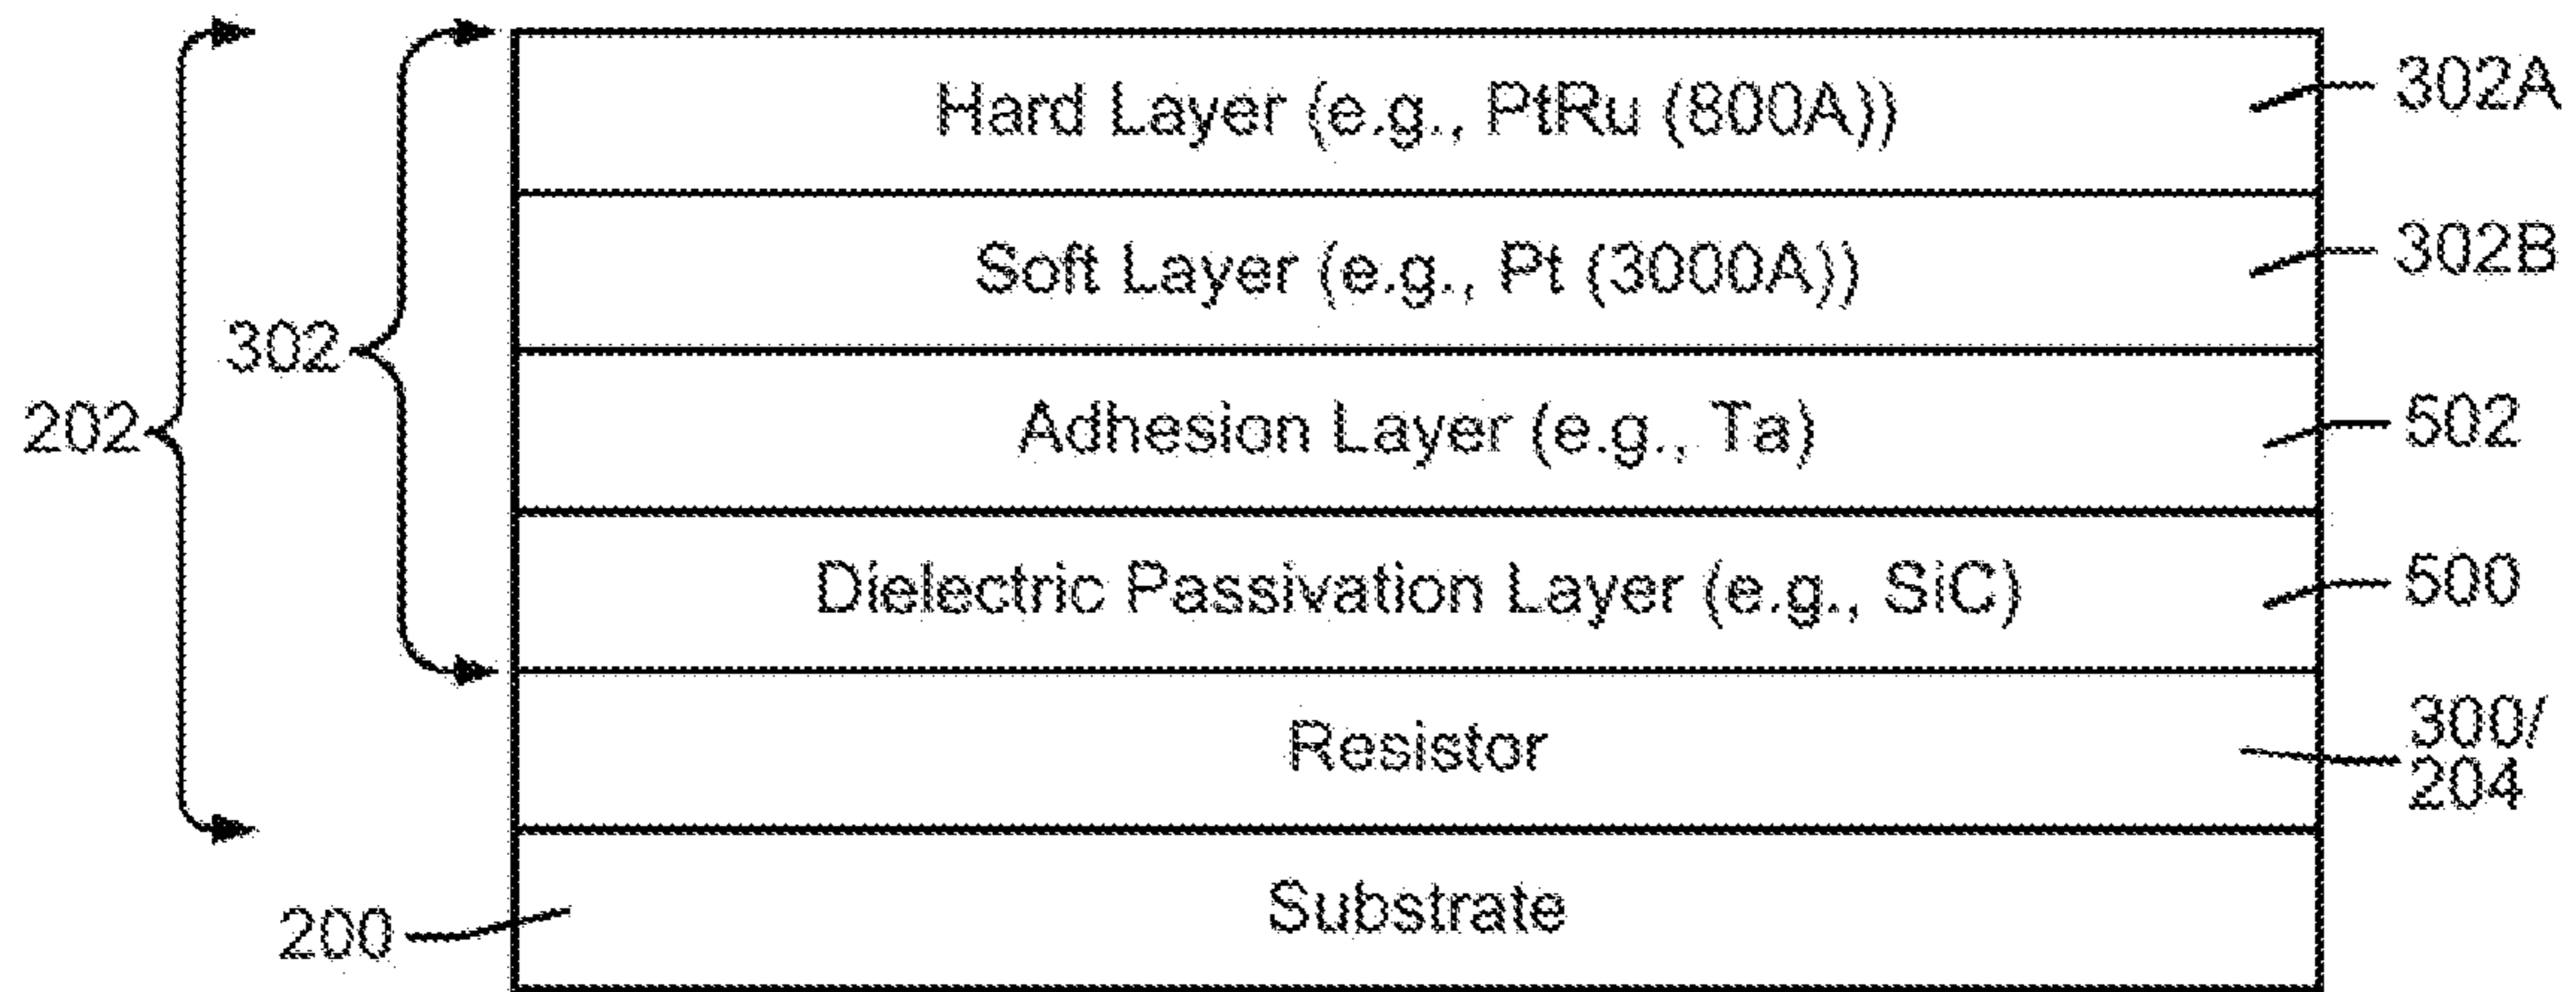 Hard Layer (e.g., PtRu (800A))
302A
Soft Layer (e.g., Pt (3000A))
302B
302
202
Adhesion Layer (e.g., Ta)
502
Dielectric Passivation Layer (e.g., SiC)
500
Resistor
300/
204
200
Substrate